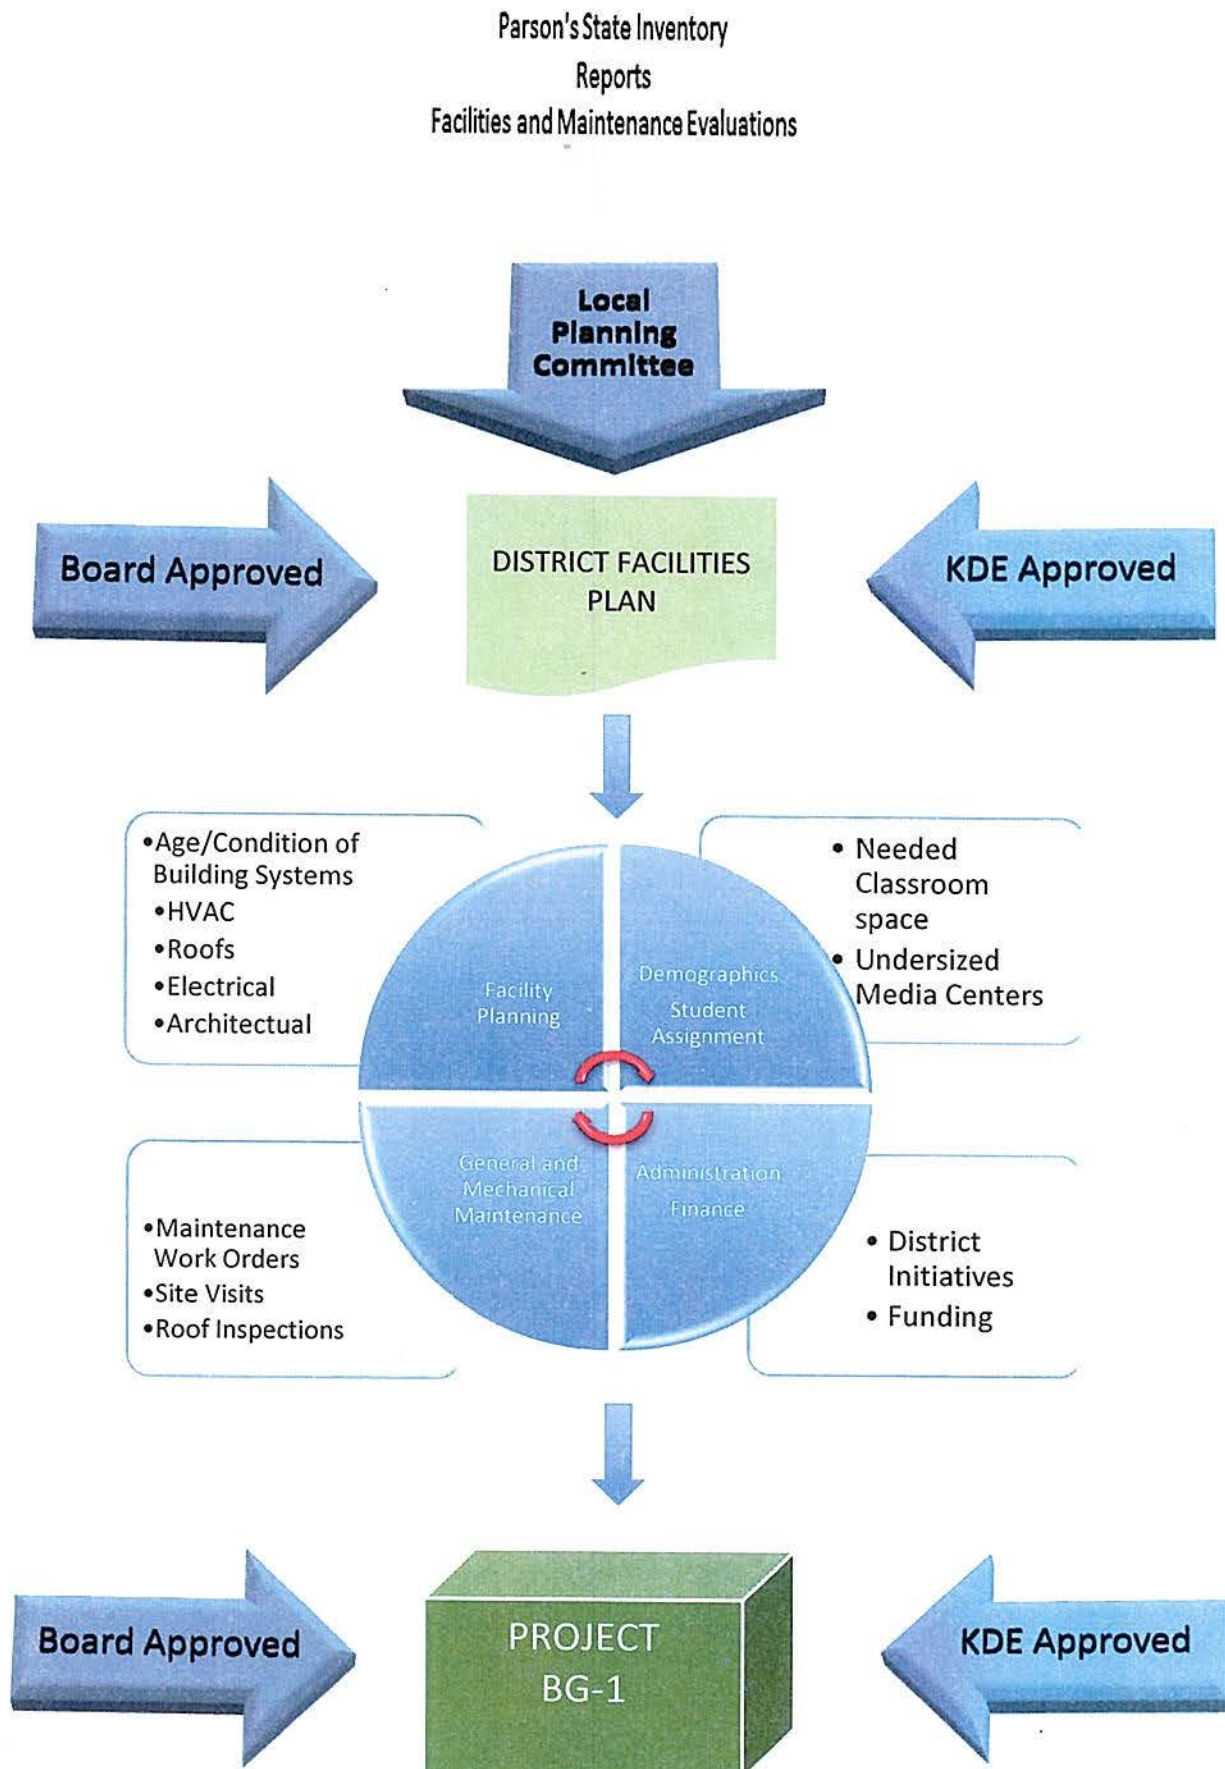 Parson's State Inventory
Reports
Facilities and Maintenance Evaluations
Local
Planning
Committee
Board Approved
DISTRICT FACILITIES
PLAN
KDE Approved
•Age/Condition of
Building Systems
•HVAC
•Roofs
•Electrical
•Architectual
• Needed
Classroom
space
• Undersized
Media Centers
Facility
Planning
Demographics
Student
Assignment
General and
Mechanical
Maintenance
Administration
Finance
•Maintenance
Work Orders
•Site Visits
•Roof Inspections
• District
Initiatives
• Funding
Board Approved
PROJECT
BG-1
KDE Approved